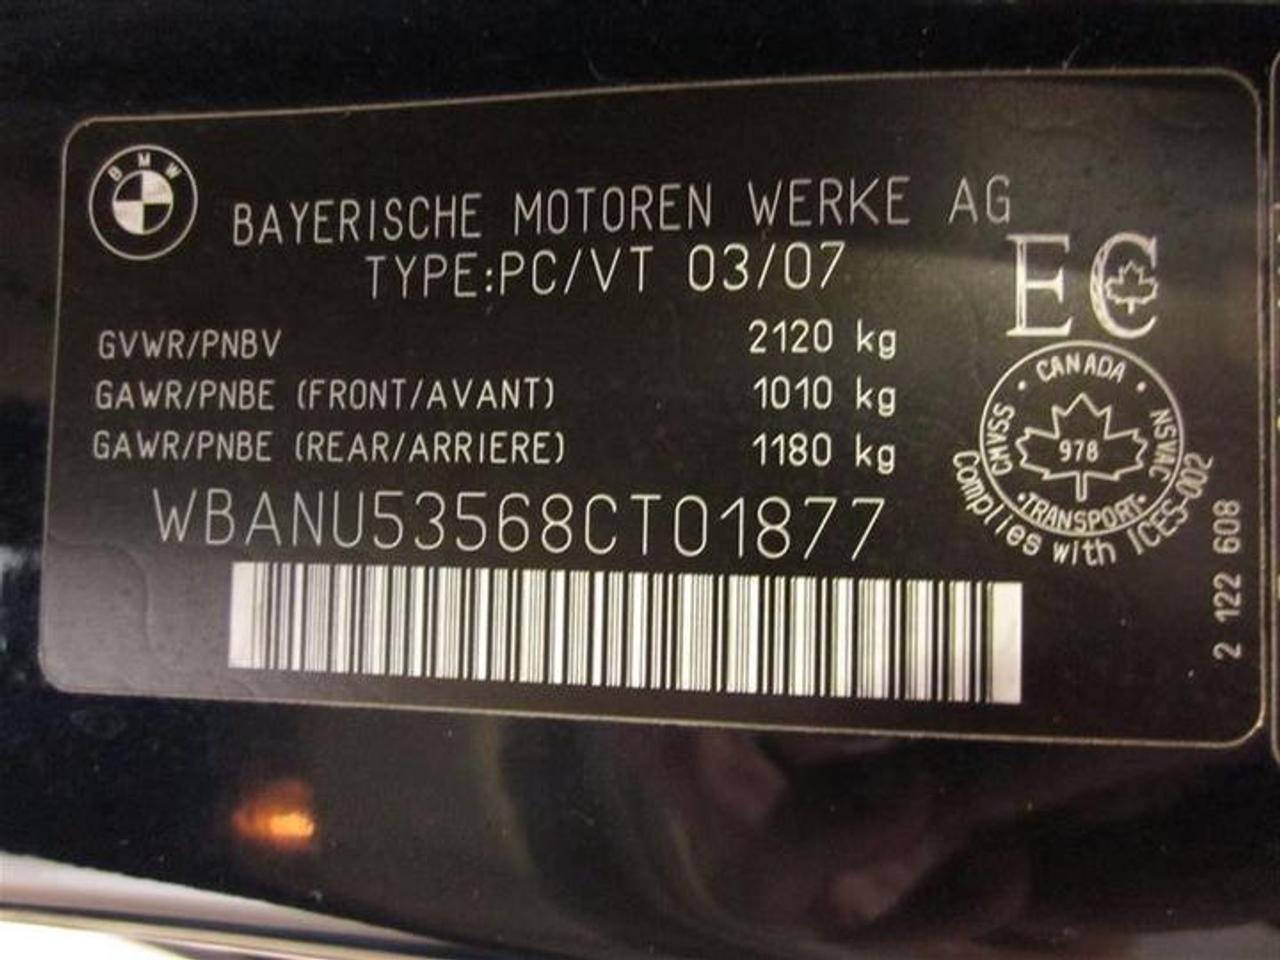 BMW
BAYERISCHE MOTOREN WERKE AG
TYPE:PC/VT 03/07
EC
GVWR/PNBV 2120 kg
GAWR/PNBE (FRONT/AVANT) 1010 kg
GAWR/PNBE (REAR/ARRIERE) 1180 kg
WBANU53568CT01877
CANADA
CMVSS
NSVAC
978
TRANSPORT
Complies with ICES-002
2 122 608